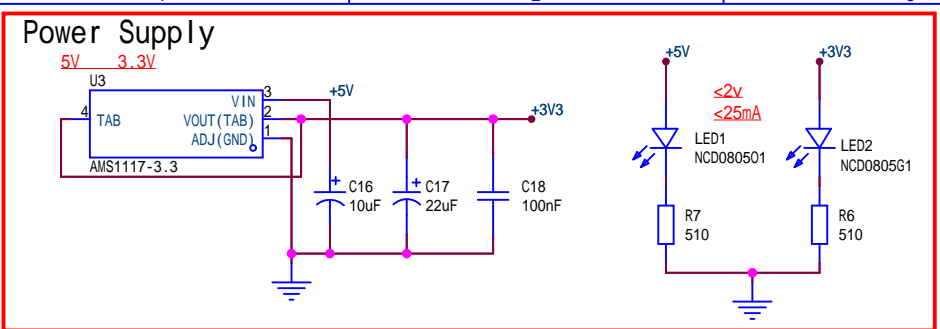 Power Supply
5V 3.3V
U3
4 TAB
VIN 3
VOUT(TAB) 2
ADJ(GND) 1
AMS1117-3.3
+5V
+3V3
+ C16
10uF
+ C17
22uF
C18
100nF
+5V
+3V3
<2v
<25mA
LED1
NCD0805O1
LED2
NCD0805G1
R7
510
R6
510